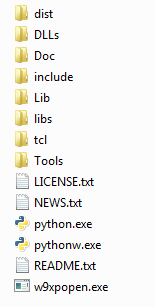 dist
DLLs
Doc
include
Lib
libs
tcl
Tools
LICENSE.txt
NEWS.txt
python.exe
pythonw.exe
README.txt
w9xpopen.exe